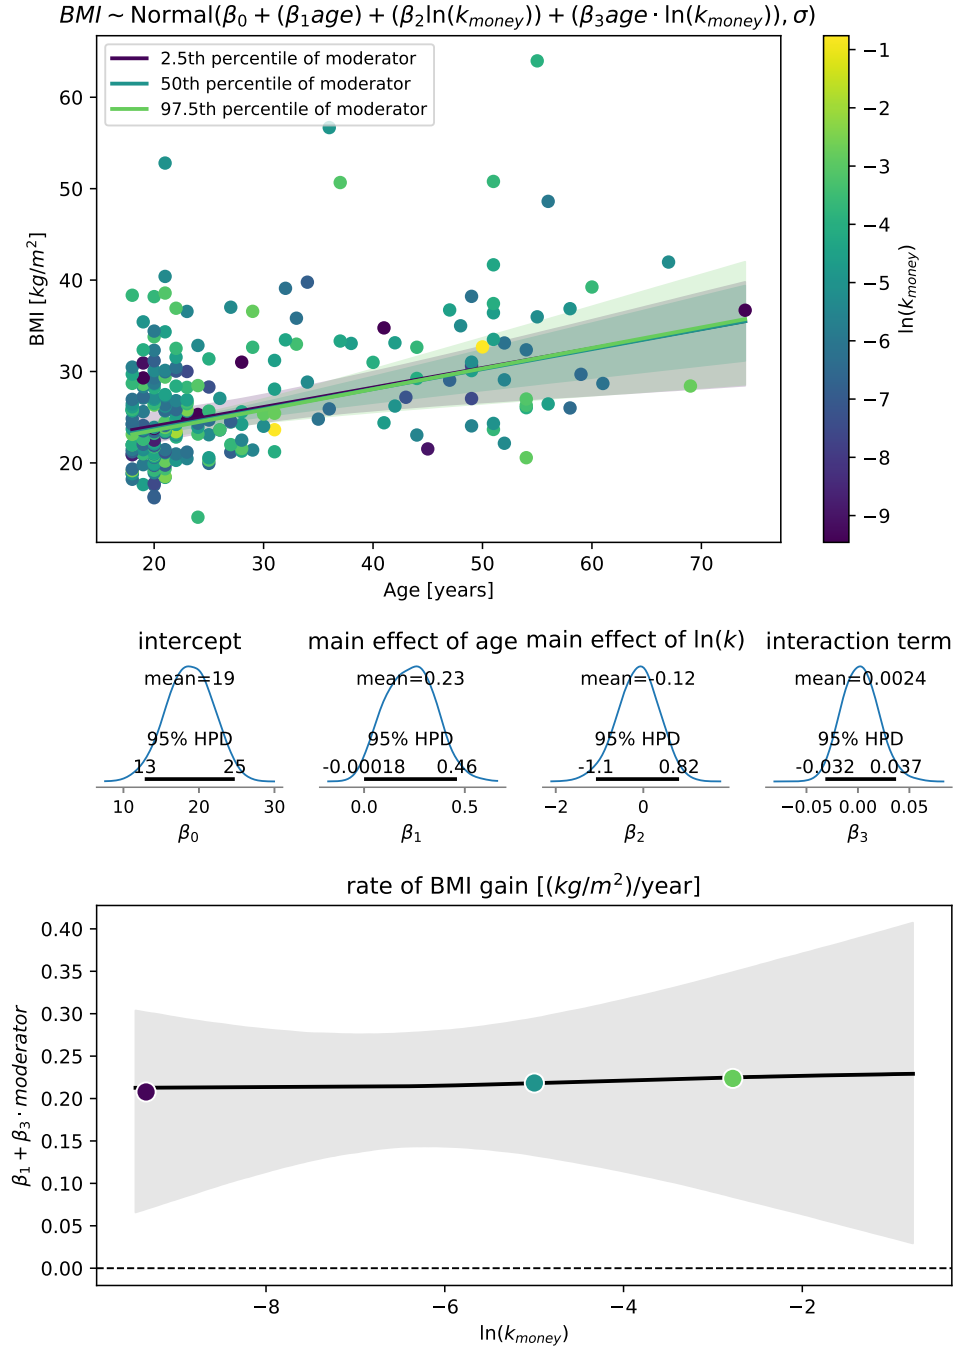 BMI ~ Normal(β₀ + (β₁age) + (β₂ln(k_money)) + (β₃age · ln(k_money)), σ)
2.5th percentile of moderator
50th percentile of moderator
97.5th percentile of moderator
60
50
40
30
20
BMI [kg/m²]
20 30 40 50 60 70
Age [years]
−1
−2
−3
−4
−5
−6
−7
−8
−9
ln(k_money)
intercept
mean=19
95% HPD
13 25
10 20 30
β₀
main effect of age
mean=0.23
95% HPD
-0.00018 0.46
0.0 0.5
β₁
main effect of ln(k)
mean=-0.12
95% HPD
-1.1 0.82
−2 0
β₂
interaction term
mean=0.0024
95% HPD
-0.032 0.037
−0.05 0.00 0.05
β₃
rate of BMI gain [(kg/m²)/year]
0.40
0.35
0.30
0.25
0.20
0.15
0.10
0.05
0.00
β₁ + β₃ · moderator
−8 −6 −4 −2
ln(k_money)